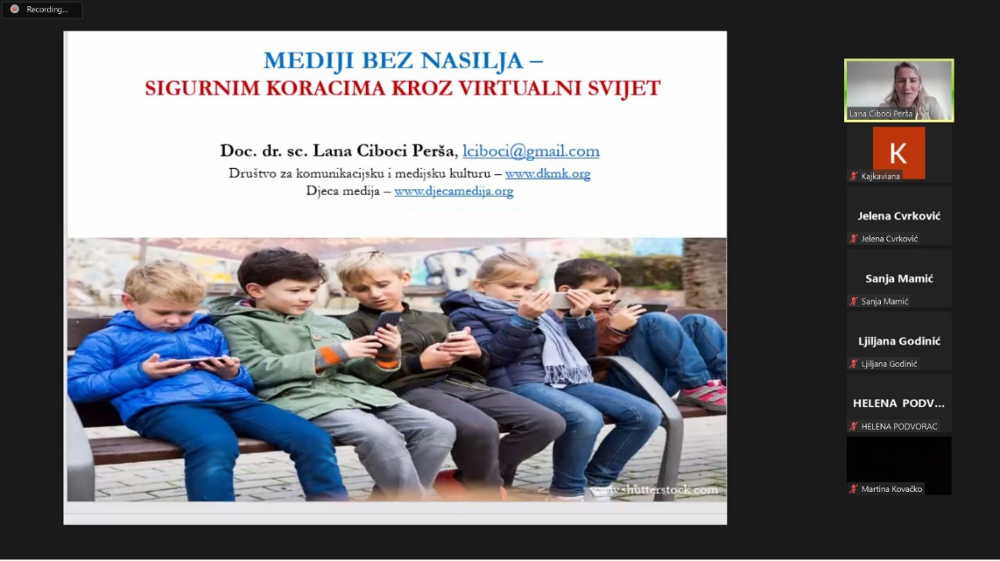 Recording...
MEDIJI BEZ NASILJA –
SIGURNIM KORACIMA KROZ VIRTUALNI SVIJET
Doc. dr. sc. Lana Ciboci Perša, lciboci@gmail.com
Društvo za komunikacijsku i medijsku kulturu – www.dkmk.org
Djeca medija – www.djecamedija.org
www.shutterstock.com
Lana Ciboci Perša
K
Kajkaviana
Jelena Cvrković
Jelena Cvrković
Sanja Mamić
Sanja Mamić
Ljiljana Godinić
Ljiljana Godinić
HELENA PODV...
HELENA PODVORAC
Martina Kovačko